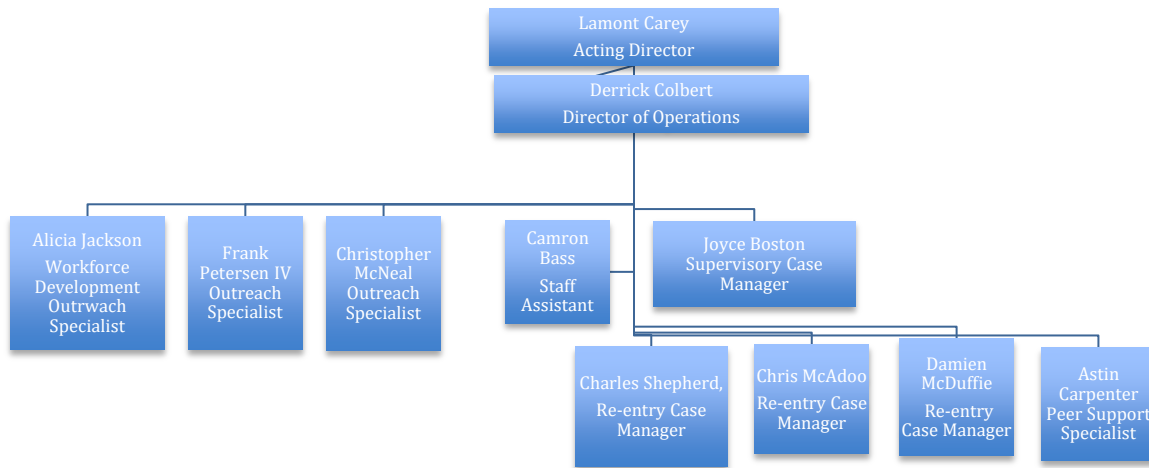 Lamont Carey
Acting Director
Derrick Colbert
Director of Operations
Alicia Jackson
Workforce
Development
Outrwach
Specialist
Frank
Petersen IV
Outreach
Specialist
Christopher
McNeal
Outreach
Specialist
Camron
Bass
Staff
Assistant
Joyce Boston
Supervisory Case
Manager
Charles Shepherd,
Re-entry Case
Manager
Chris McAdoo
Re-entry Case
Manager
Damien
McDuffie
Re-entry
Case Manager
Astin
Carpenter
Peer Support
Specialist